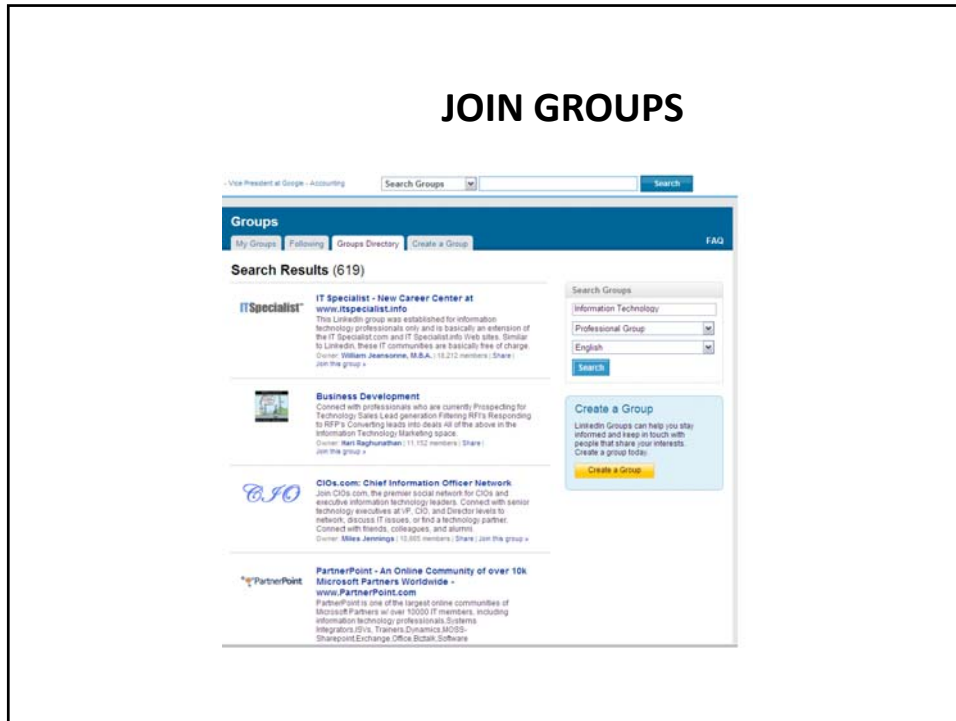 JOIN GROUPS
- Vice President at Google - Accounting
Search Groups
Search
Groups
My Groups
Following
Groups Directory
Create a Group
FAQ
Search Results (619)
ITSpecialist
IT Specialist - New Career Center at
www.itspecialist.info
This LinkedIn group was established for information
technology professionals only and is basically an extension of
the IT Specialist.com and IT Specialist.info Web sites. Similar
to LinkedIn, these IT communities are basically free of charge.
Owner: William Jeansonne, M.B.A. | 18,212 members | Share |
Join this group »
Business Development
Connect with professionals who are currently Prospecting for
Technology Sales Lead generation Filtering RFI's Responding
to RFP's Converting leads into deals All of the above in the
Information Technology Marketing space.
Owner: Hari Raghunathan | 11,152 members | Share |
Join this group »
CIO
CIOs.com: Chief Information Officer Network
Join CIOs.com, the premier social network for CIOs and
executive information technology leaders. Connect with senior
technology executives at VP, CIO, and Director levels to
network, discuss IT issues, or find a technology partner.
Connect with friends, colleagues, and alumni.
Owner: Miles Jennings | members | Share | Join this group »
PartnerPoint
PartnerPoint - An Online Community of over 10k
Microsoft Partners Worldwide -
www.PartnerPoint.com
PartnerPoint is one of the largest online communities of
Microsoft Partners w/ over 10000 IT members, including
information technology professionals,Systems
Integrators,ISVs, Trainers,Dynamics,MOSS-
Sharepoint,Exchange,Office,Biztalk,Software
Search Groups
Information Technology
Professional Group
English
Search
Create a Group
LinkedIn Groups can help you stay
informed and keep in touch with
people that share your interests.
Create a group today.
Create a Group